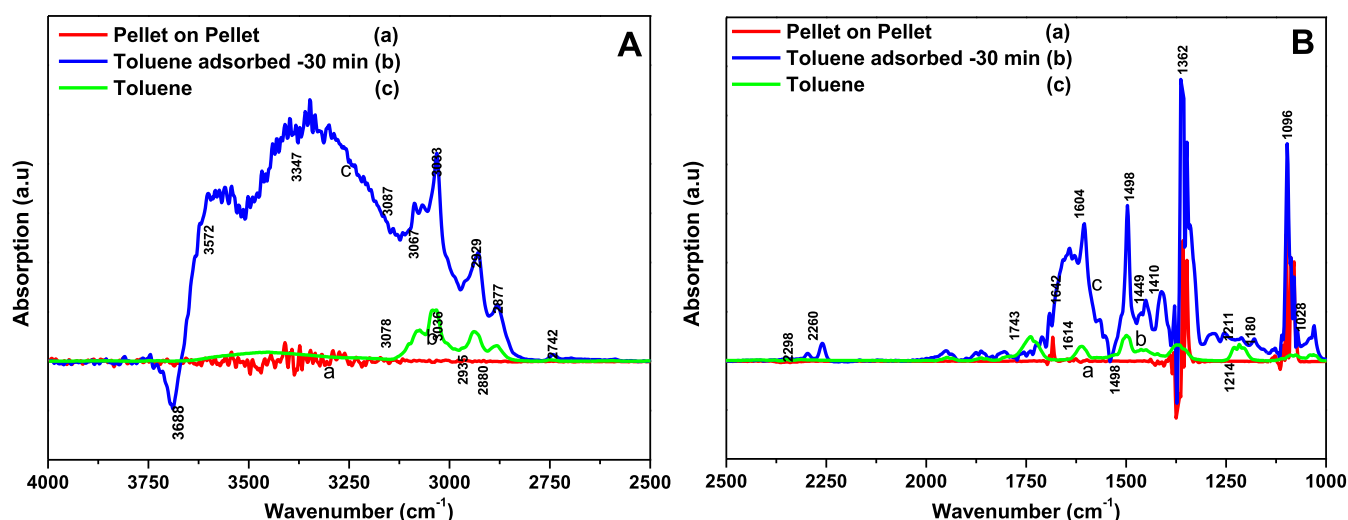 Pellet on Pellet (a)
Toluene adsorbed -30 min (b)
Toluene (c)
A
Absorption (a.u)
3572
3688
3347
c
3087
3067
3033
2929
2877
2742
3078
b
3036
2935
2880
a
4000 3750 3500 3250 3000 2750 2500
Wavenumber (cm-1)
Pellet on Pellet (a)
Toluene adsorbed -30 min (b)
Toluene (c)
B
Absorption (a.u)
2298
2260
1743
1642
1614
1604
c
a
1498
1498
1449
b
1410
1362
1211
1214
1180
1096
1028
2500 2250 2000 1750 1500 1250 1000
Wavenumber (cm-1)